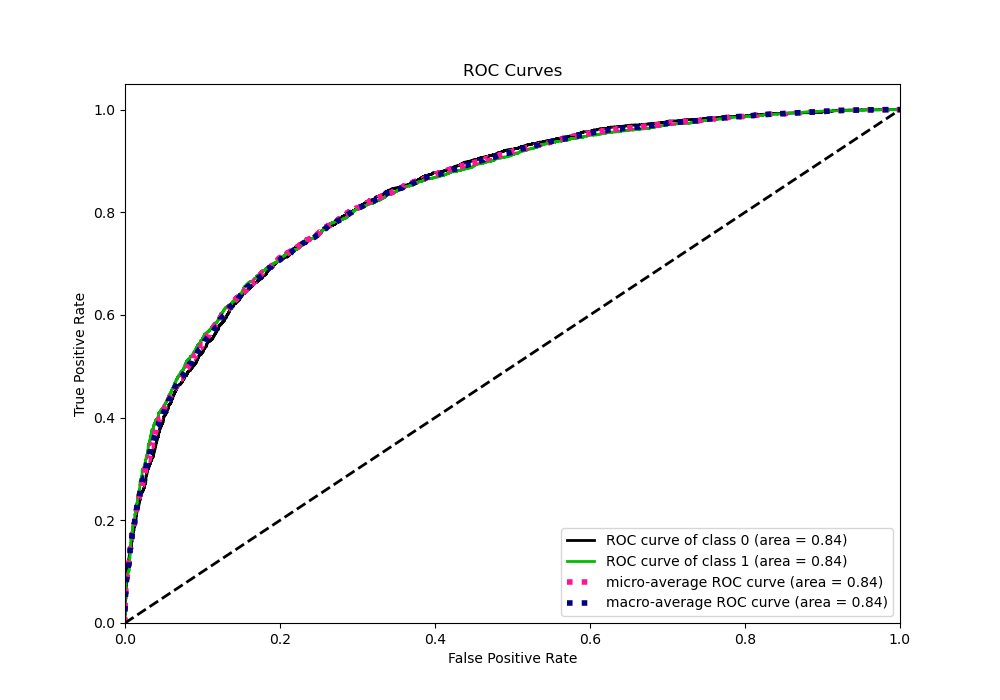 ROC Curves
1.0
0.8
0.6
0.4
0.2
0.0
True Positive Rate
0.0 0.2 0.4 0.6 0.8 1.0
False Positive Rate
ROC curve of class 0 (area = 0.84)
ROC curve of class 1 (area = 0.84)
micro-average ROC curve (area = 0.84)
macro-average ROC curve (area = 0.84)